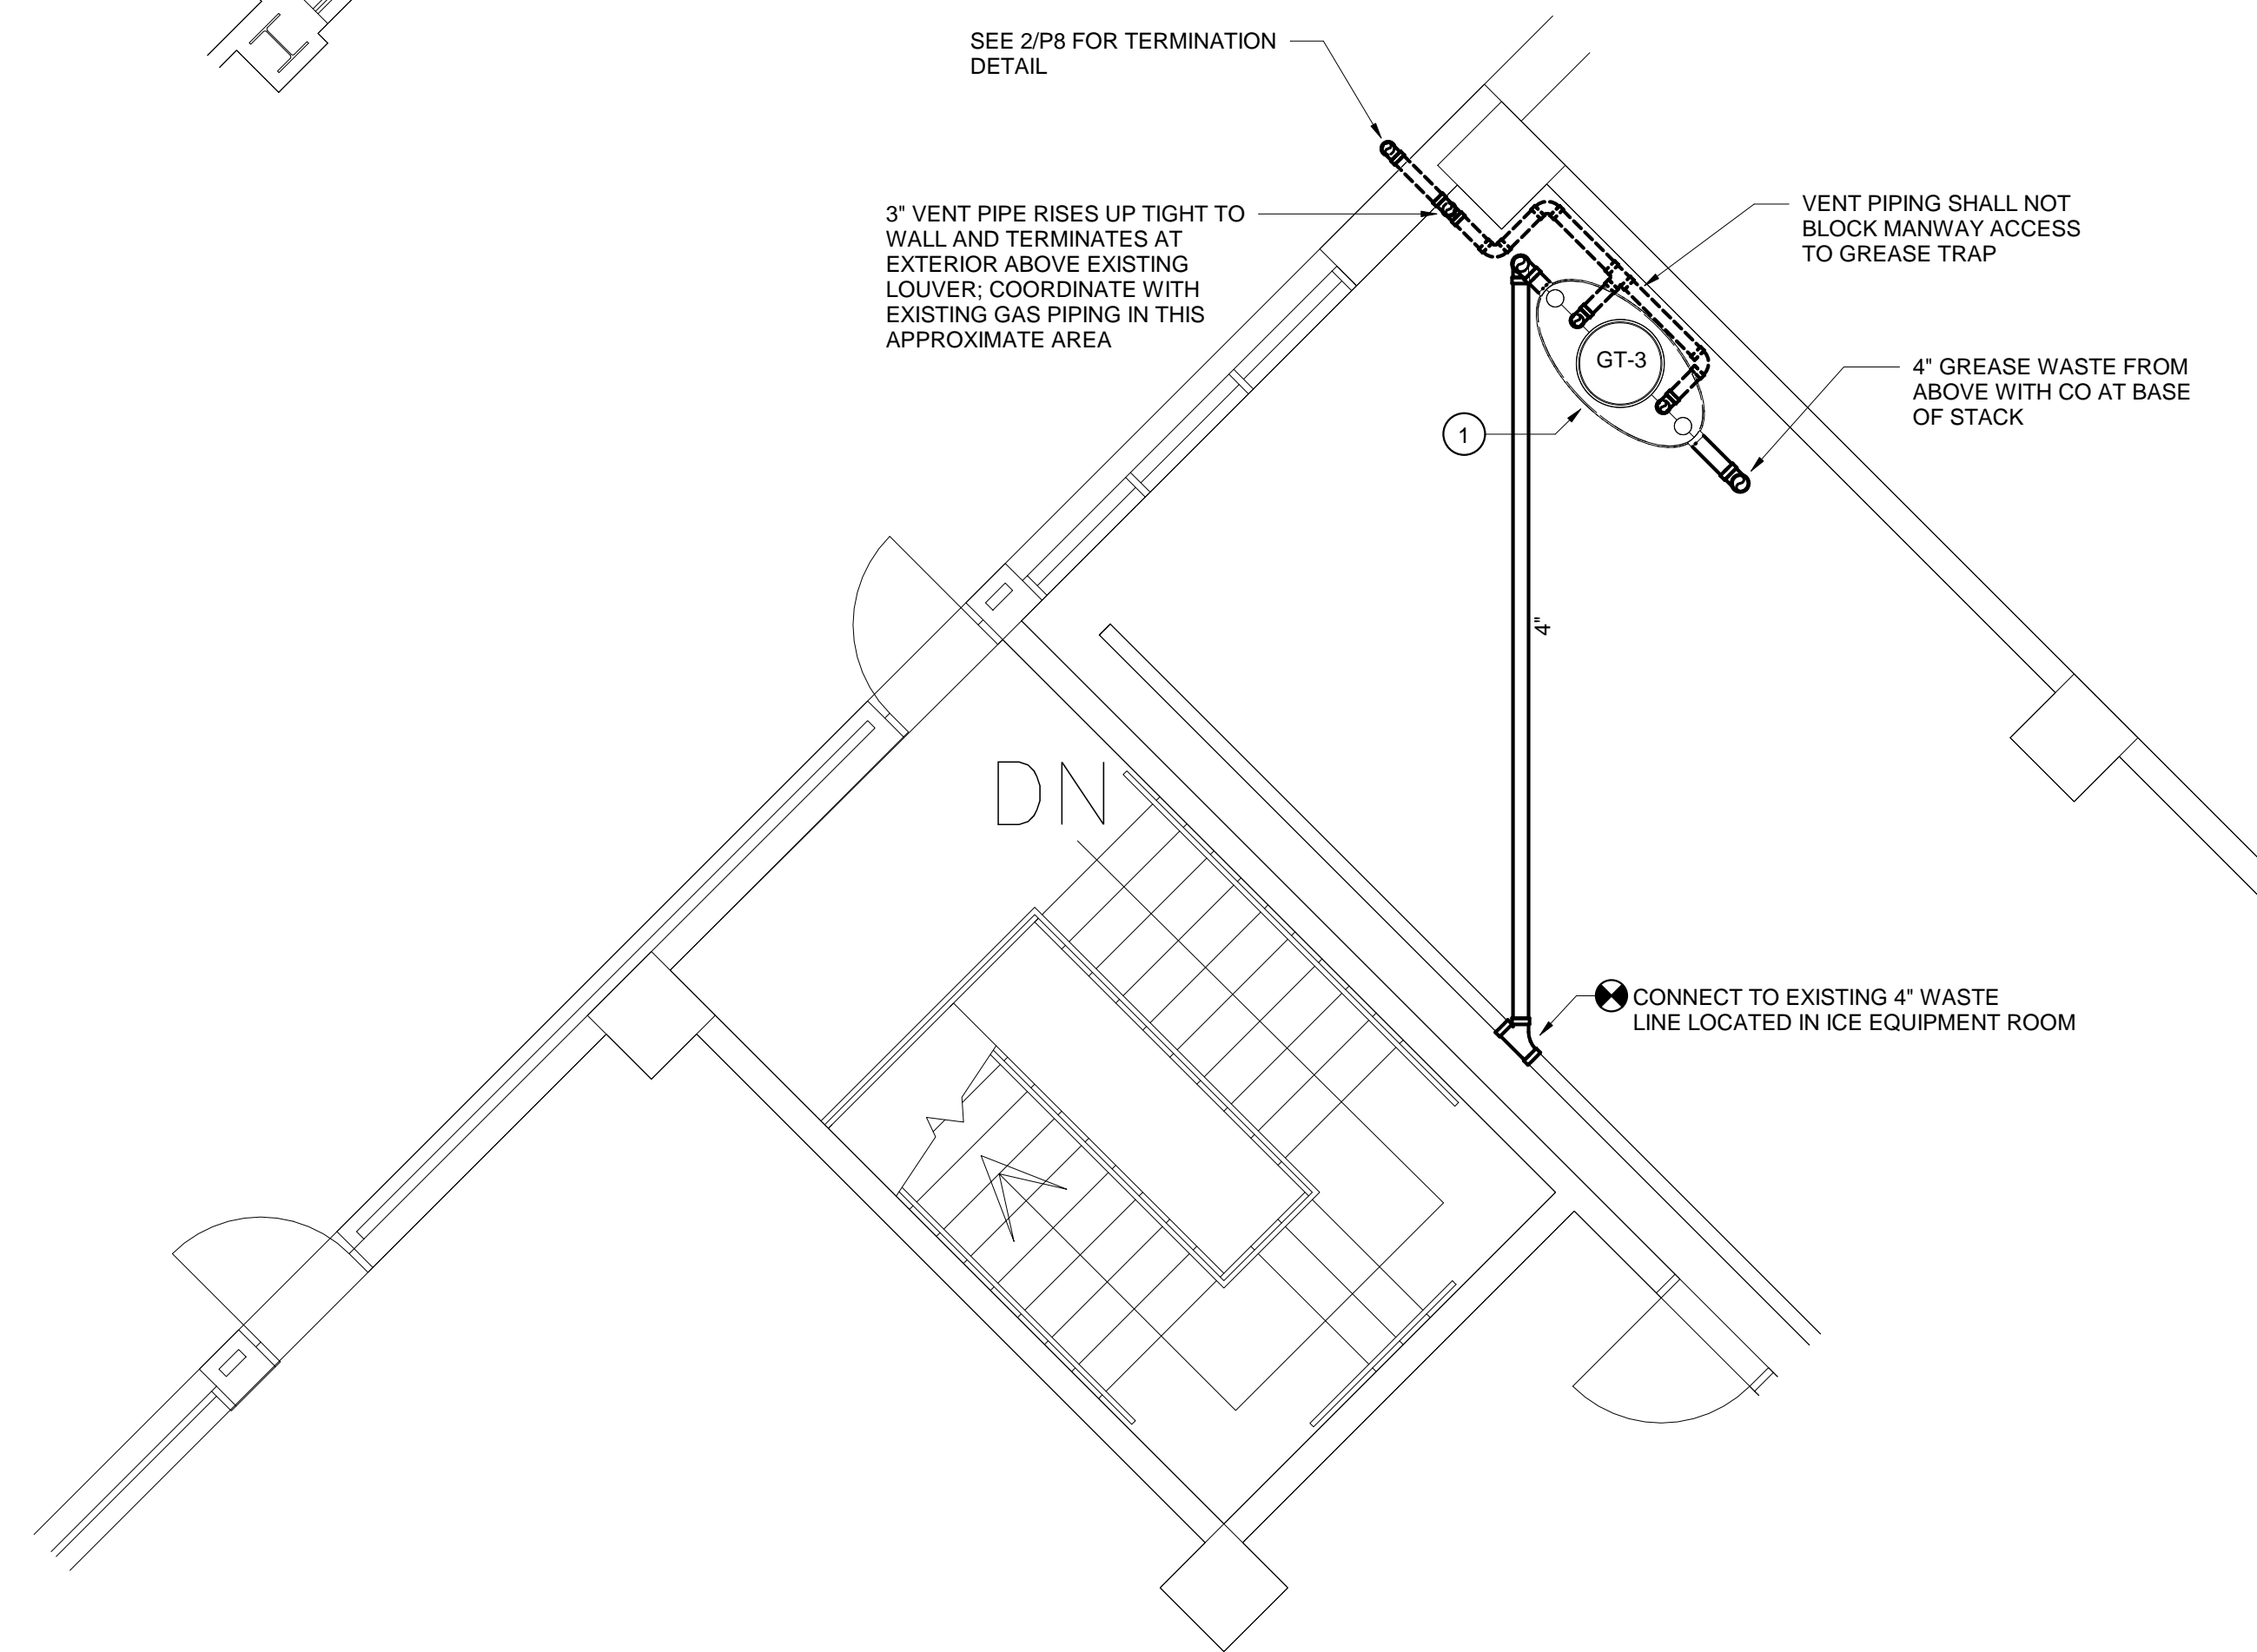 SEE 2/P8 FOR TERMINATION
DETAIL
3" VENT PIPE RISES UP TIGHT TO
WALL AND TERMINATES AT
EXTERIOR ABOVE EXISTING
LOUVER; COORDINATE WITH
EXISTING GAS PIPING IN THIS
APPROXIMATE AREA
VENT PIPING SHALL NOT
BLOCK MANWAY ACCESS
TO GREASE TRAP
GT-3
4" GREASE WASTE FROM
ABOVE WITH CO AT BASE
OF STACK
1
4"
DN
CONNECT TO EXISTING 4" WASTE
LINE LOCATED IN ICE EQUIPMENT ROOM